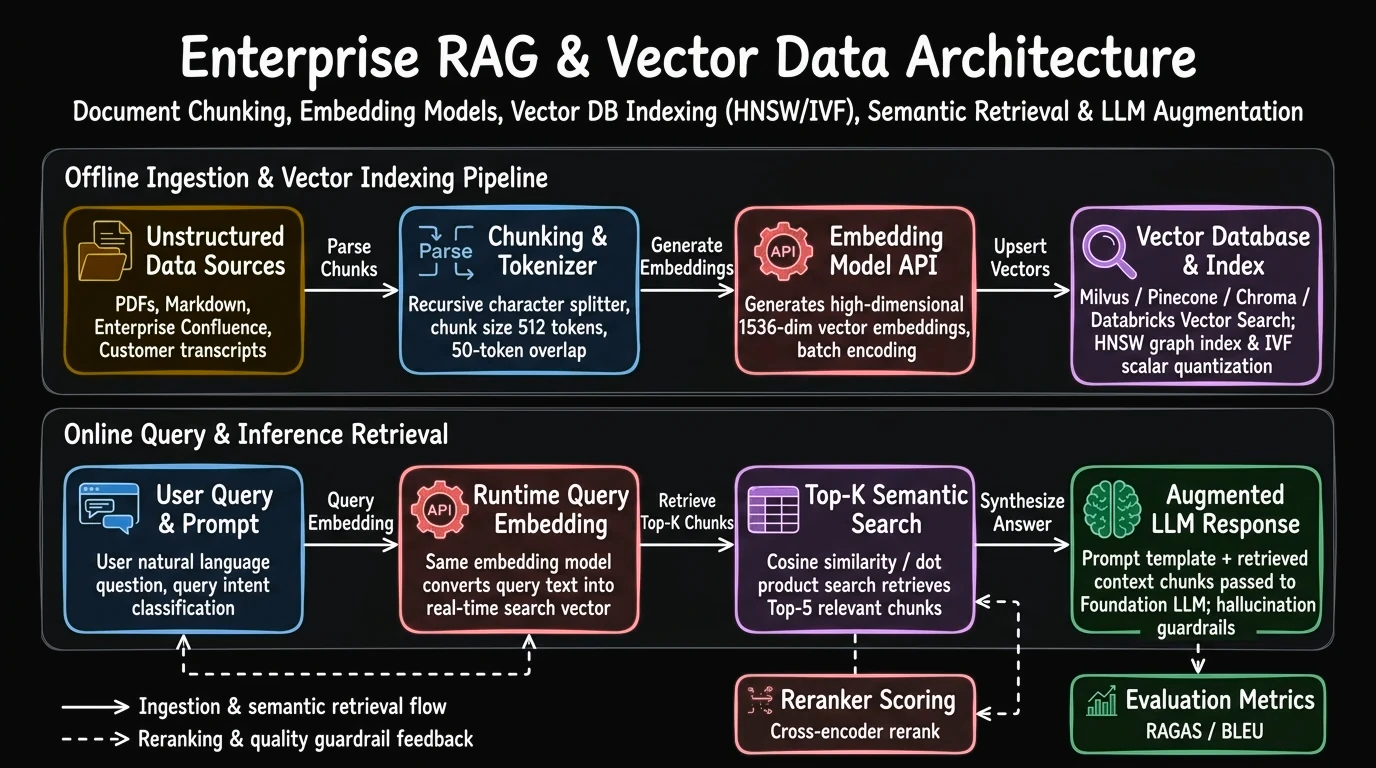 Enterprise RAG & Vector Data Architecture
Document Chunking, Embedding Models, Vector DB Indexing (HNSW/IVF), Semantic Retrieval & LLM Augmentation
Offline Ingestion & Vector Indexing Pipeline
Unstructured
Data Sources
PDFs, Markdown,
Enterprise Confluence,
Customer transcripts
Parse
Chunks
Parse
Chunking &
Tokenizer
Recursive character splitter,
chunk size 512 tokens,
50-token overlap
Generate
Embeddings
API
Embedding
Model API
Generates high-dimensional
1536-dim vector embeddings,
batch encoding
Upsert
Vectors
Vector Database
& Index
Milvus / Pinecone / Chroma /
Databricks Vector Search;
HNSW graph index & IVF
scalar quantization
Online Query & Inference Retrieval
User Query
& Prompt
User natural language
question, query intent
classification
Query
Embedding
API
Runtime Query
Embedding
Same embedding model
converts query text into
real-time search vector
Retrieve
Top-K Chunks
Top-K Semantic
Search
Cosine similarity / dot
product search retrieves
Top-5 relevant chunks
Synthesize
Answer
Augmented
LLM Response
Prompt template + retrieved
context chunks passed to
Foundation LLM; hallucination
guardrails
Ingestion & semantic retrieval flow
Reranking & quality guardrail feedback
Reranker Scoring
Cross-encoder rerank
Evaluation Metrics
RAGAS / BLEU